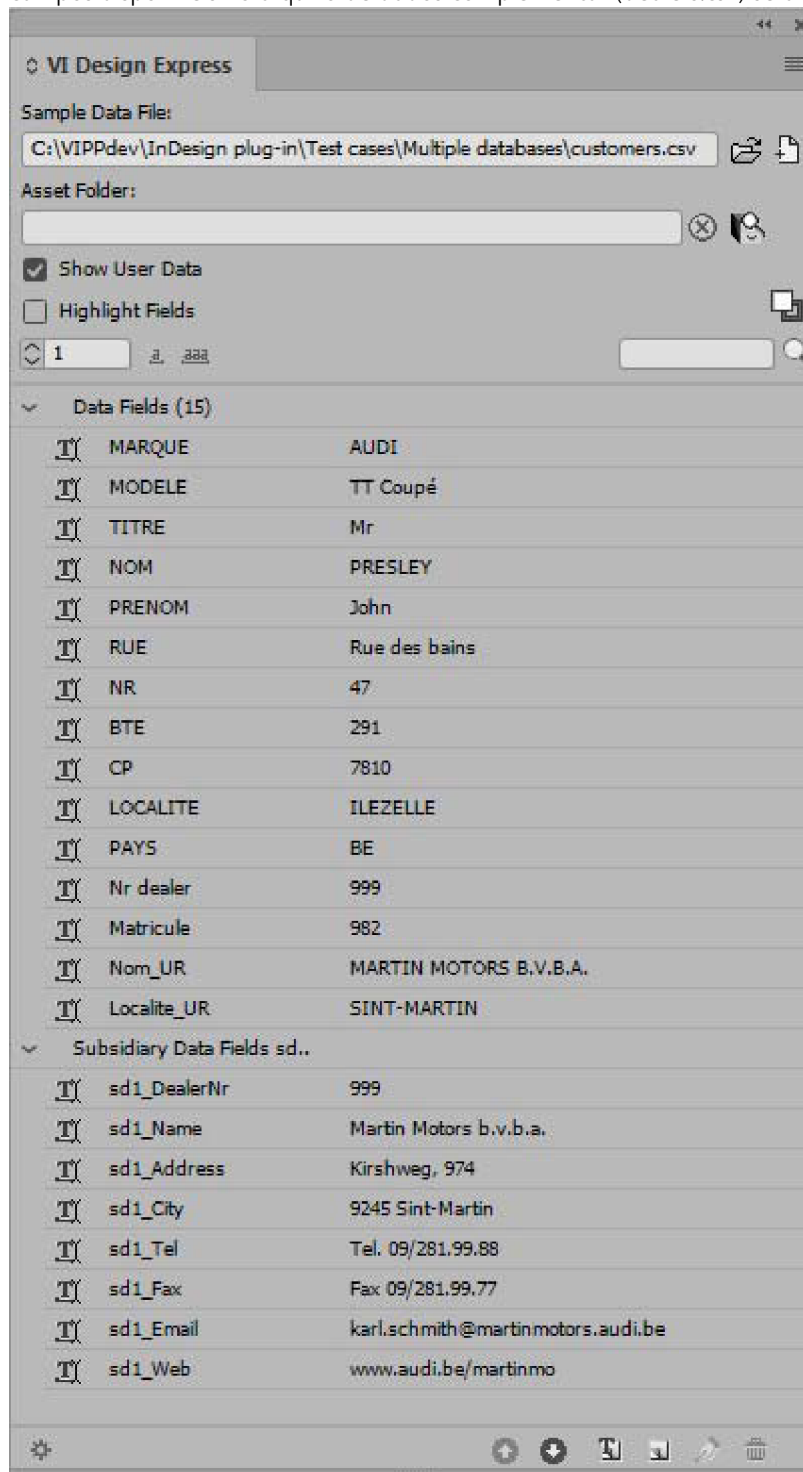 VI Design Express
Sample Data File:
C:\VIPPdev\InDesign plug-in\Test cases\Multiple databases\customers.csv
Asset Folder:
Show User Data
Highlight Fields
1 a aaa
Data Fields (15)
MARQUE AUDI
MODELE TT Coupé
TITRE Mr
NOM PRESLEY
PRENOM John
RUE Rue des bains
NR 47
BTE 291
CP 7810
LOCALITE ILEZELLE
PAYS BE
Nr dealer 999
Matricule 982
Nom_UR MARTIN MOTORS B.V.B.A.
Localite_UR SINT-MARTIN
Subsidiary Data Fields sd..
sd1_DealerNr 999
sd1_Name Martin Motors b.v.b.a.
sd1_Address Kirshweg, 974
sd1_City 9245 Sint-Martin
sd1_Tel Tel. 09/281.99.88
sd1_Fax Fax 09/281.99.77
sd1_Email karl.schmith@martinmotors.audi.be
sd1_Web www.audi.be/martinmo